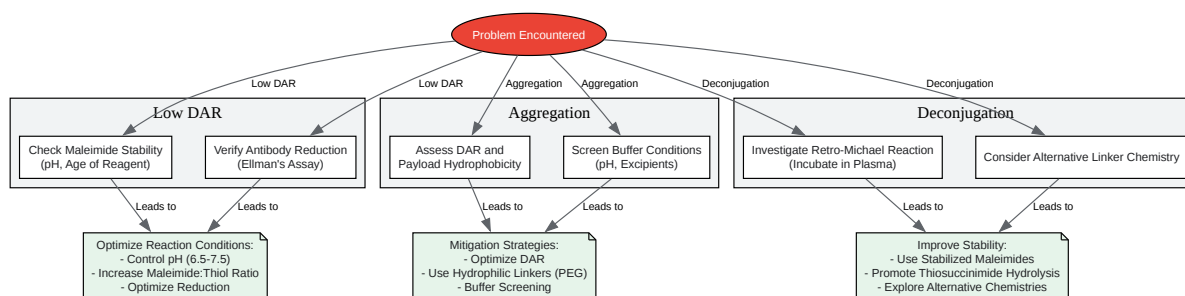 Problem Encountered
Low DAR
Low DAR
Aggregation
Aggregation
Deconjugation
Deconjugation
Low DAR
Aggregation
Deconjugation
Check Maleimide Stability
(pH, Age of Reagent)
Verify Antibody Reduction
(Ellman's Assay)
Assess DAR and
Payload Hydrophobicity
Screen Buffer Conditions
(pH, Excipients)
Investigate Retro-Michael Reaction
(Incubate in Plasma)
Consider Alternative Linker Chemistry
Leads to
Leads to
Leads to
Leads to
Leads to
Leads to
Optimize Reaction Conditions:
- Control pH (6.5-7.5)
- Increase Maleimide:Thiol Ratio
- Optimize Reduction
Mitigation Strategies:
- Optimize DAR
- Use Hydrophilic Linkers (PEG)
- Buffer Screening
Improve Stability:
- Use Stabilized Maleimides
- Promote Thiosuccinimide Hydrolysis
- Explore Alternative Chemistries